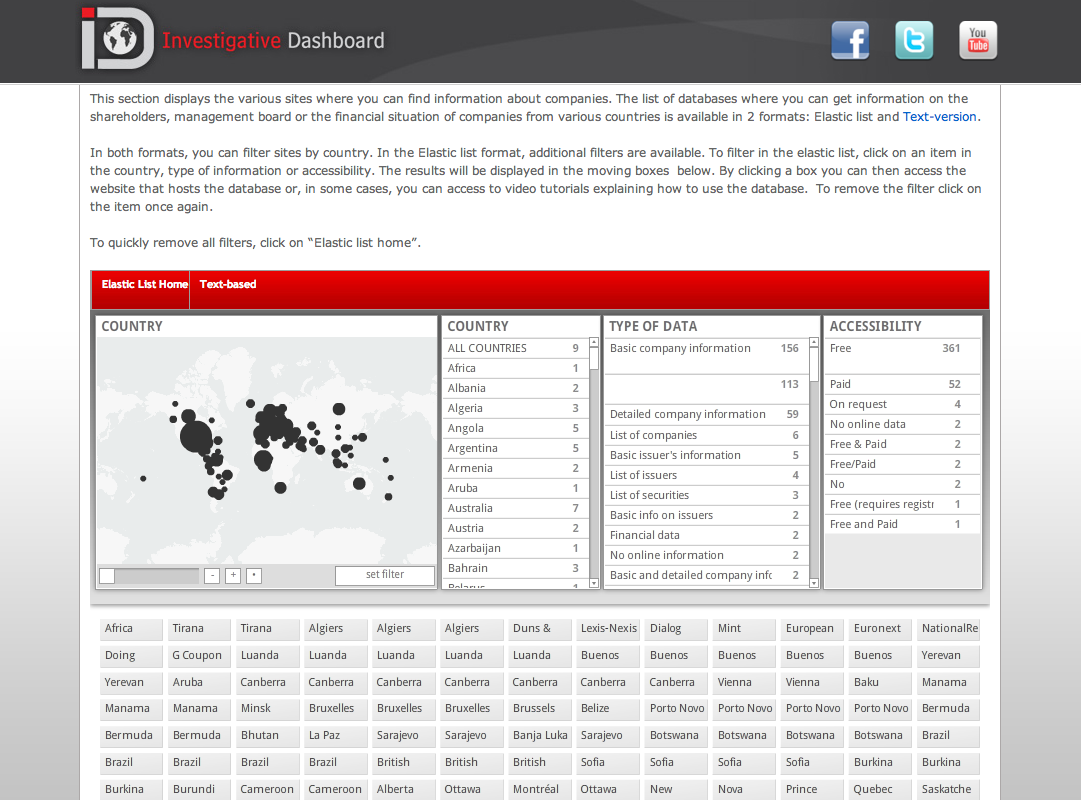 iD Investigative Dashboard
f
t
You
Tube
This section displays the various sites where you can find information about companies. The list of databases where you can get information on the
shareholders, management board or the financial situation of companies from various countries is available in 2 formats: Elastic list and Text-version.
In both formats, you can filter sites by country. In the Elastic list format, additional filters are available. To filter in the elastic list, click on an item in
the country, type of information or accessibility. The results will be displayed in the moving boxes  below. By clicking a box you can then access the
website that hosts the database or, in some cases, you can access to video tutorials explaining how to use the database.  To remove the filter click on
the item once again.
To quickly remove all filters, click on “Elastic list home”.
Elastic List Home Text-based
COUNTRY
- + •
set filter
COUNTRY
ALL COUNTRIES 9
Africa 1
Albania 2
Algeria 3
Angola 5
Argentina 5
Armenia 2
Aruba 1
Australia 7
Austria 2
Azarbaijan 1
Bahrain 3
Belarus 1
TYPE OF DATA
Basic company information 156
113
Detailed company information 59
List of companies 6
Basic issuer's information 5
List of issuers 4
List of securities 3
Basic info on issuers 2
Financial data 2
No online information 2
Basic and detailed company info 2
ACCESSIBILITY
Free 361
Paid 52
On request 4
No online data 2
Free & Paid 2
Free/Paid 2
No 2
Free (requires registr 1
Free and Paid 1
Africa Tirana Tirana Algiers Algiers Algiers Duns & Lexis-Nexis Dialog Mint European Euronext NationalRe
Doing G Coupon Luanda Luanda Luanda Luanda Luanda Buenos Buenos Buenos Buenos Buenos Yerevan
Yerevan Aruba Canberra Canberra Canberra Canberra Canberra Canberra Canberra Vienna Vienna Baku Manama
Manama Manama Minsk Bruxelles Bruxelles Bruxelles Brussels Belize Porto Novo Porto Novo Porto Novo Porto Novo Bermuda
Bermuda Bermuda Bhutan La Paz Sarajevo Sarajevo Banja Luka Sarajevo Botswana Botswana Botswana Botswana Brazil
Brazil Brazil Brazil Brazil British British British Sofia Sofia Sofia Sofia Burkina Burkina
Burkina Burundi Cameroon Cameroon Alberta Ottawa Montréal Ottawa New Nova Prince Quebec Saskatche